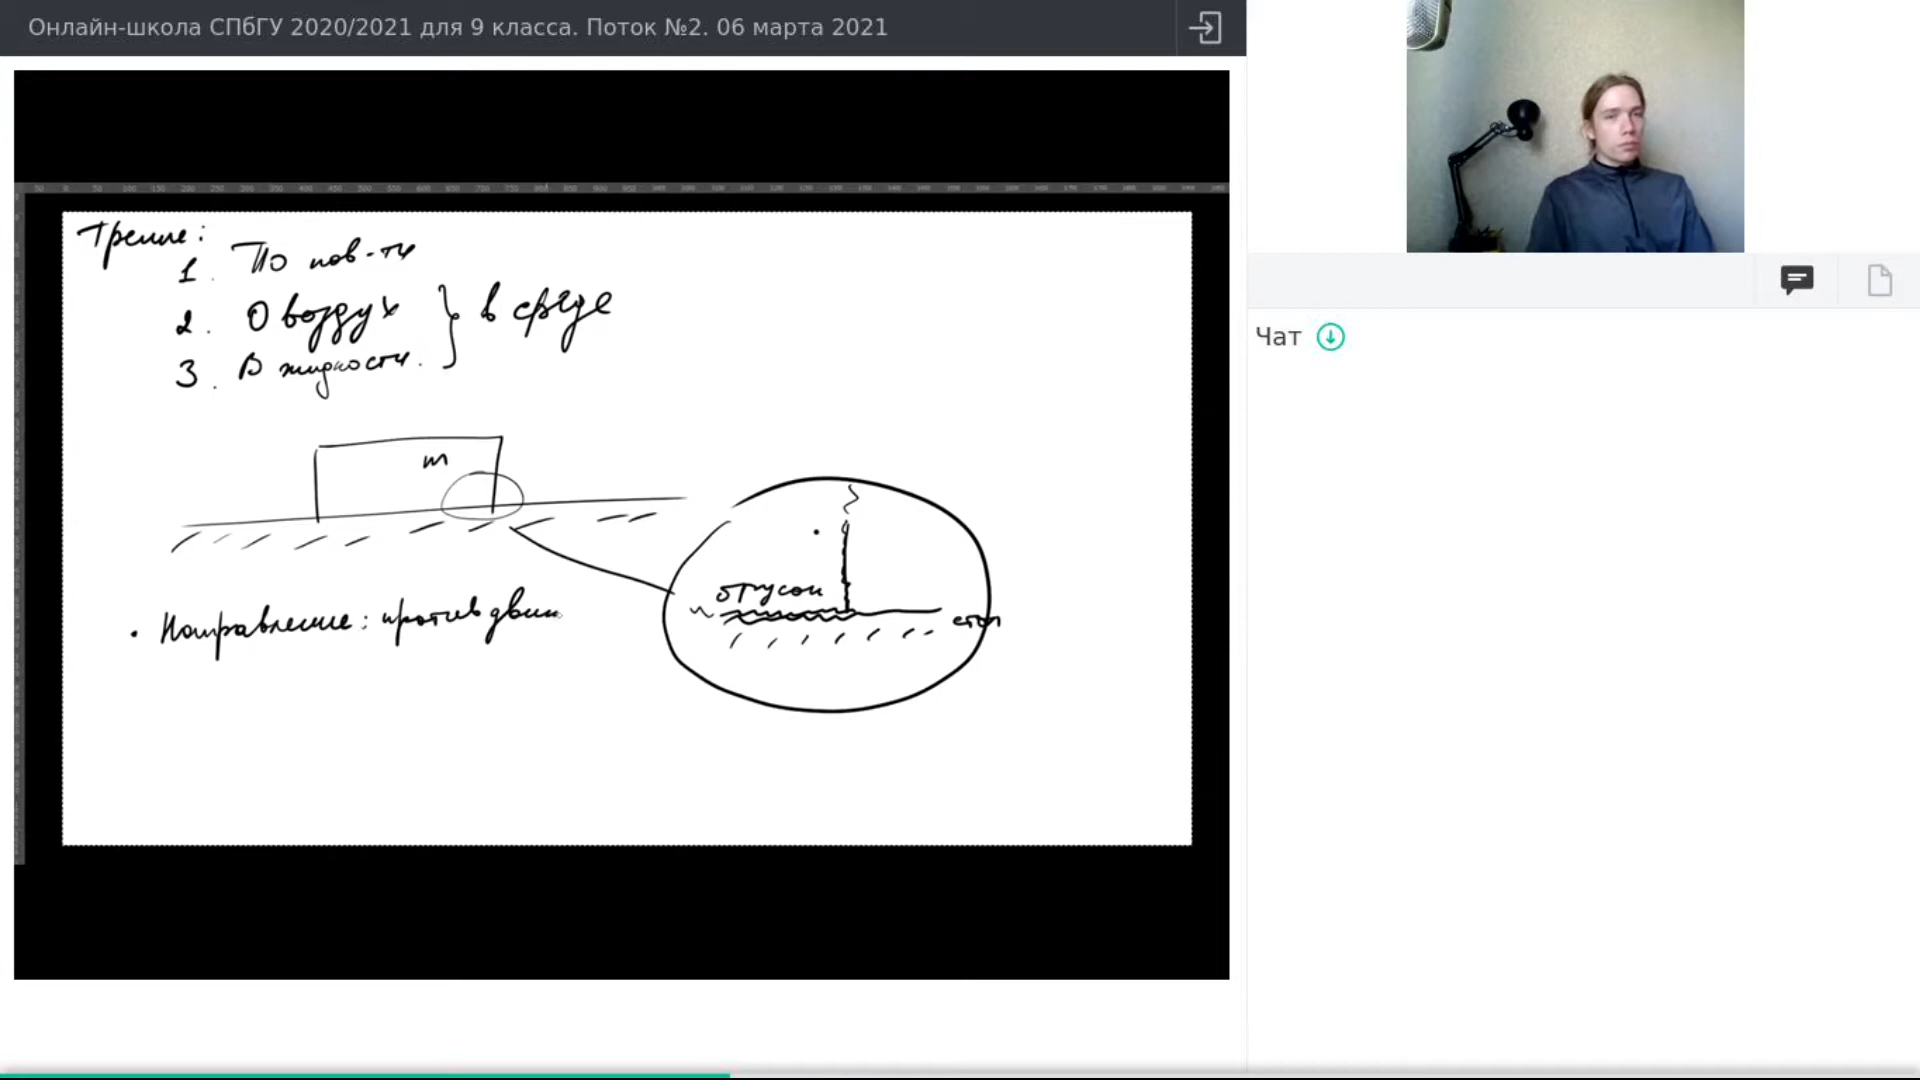 Онлайн-школа СПбГУ 2020/2021 для 9 класса. Поток №2. 06 марта 2021
Трение:
1. По пов-ти
2. О воздух } в среде
3. В жидкости.
m
брусок
стол
• Направление: против движ
Чат